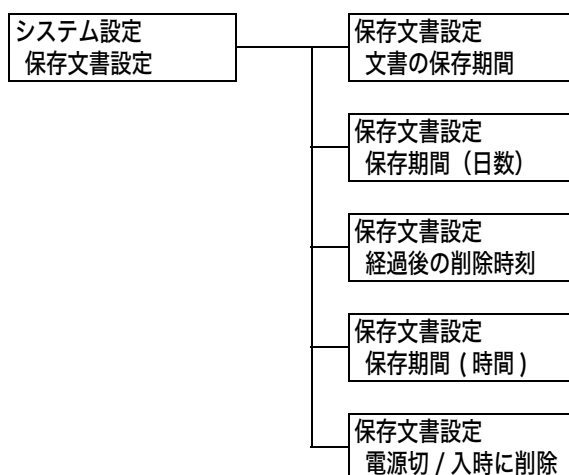 システム設定
保存文書設定
保存文書設定
文書の保存期間
保存文書設定
保存期間（日数）
保存文書設定
経過後の削除時刻
保存文書設定
保存期間 ( 時間 )
保存文書設定
電源切 / 入時に削除